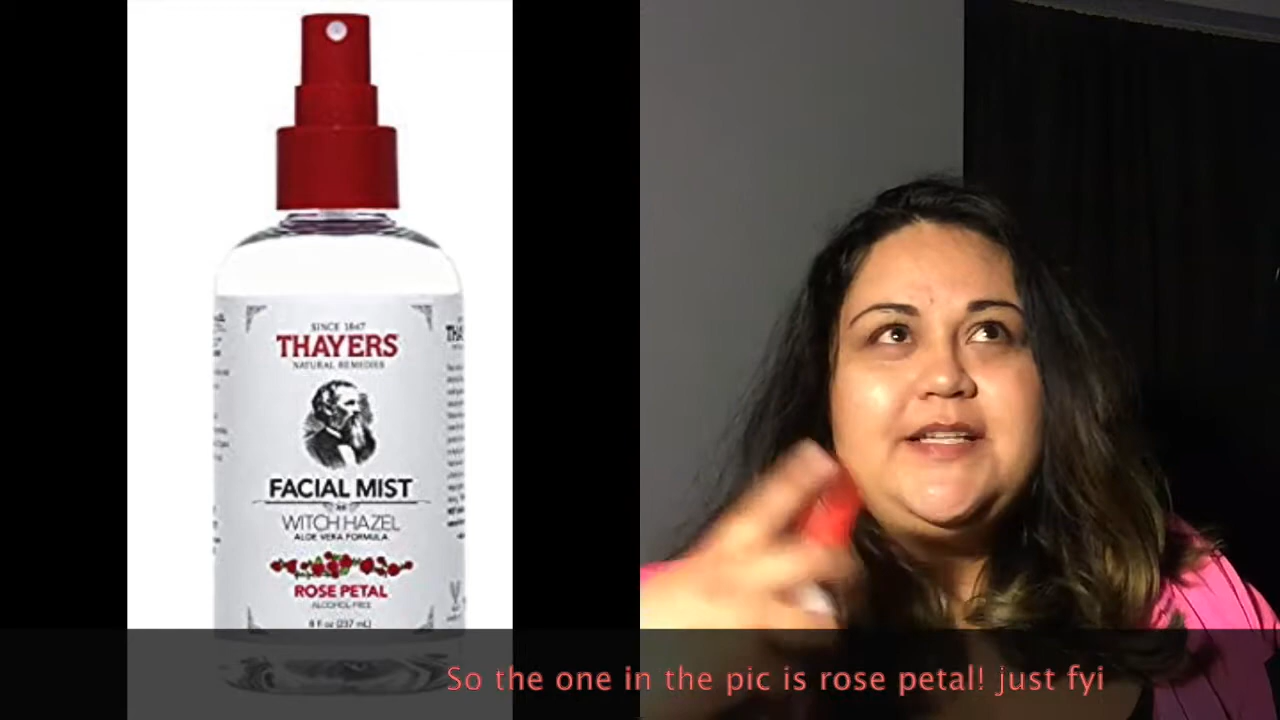 SINCE 1847
THAYERS
NATURAL REMEDIES
FACIAL MIST
WITCH HAZEL
ALOE VERA FORMULA
ROSE PETAL
ALCOHOL-FREE
8 Fl oz (237 mL)
THA
So the one in the pic is rose petal! just fyi